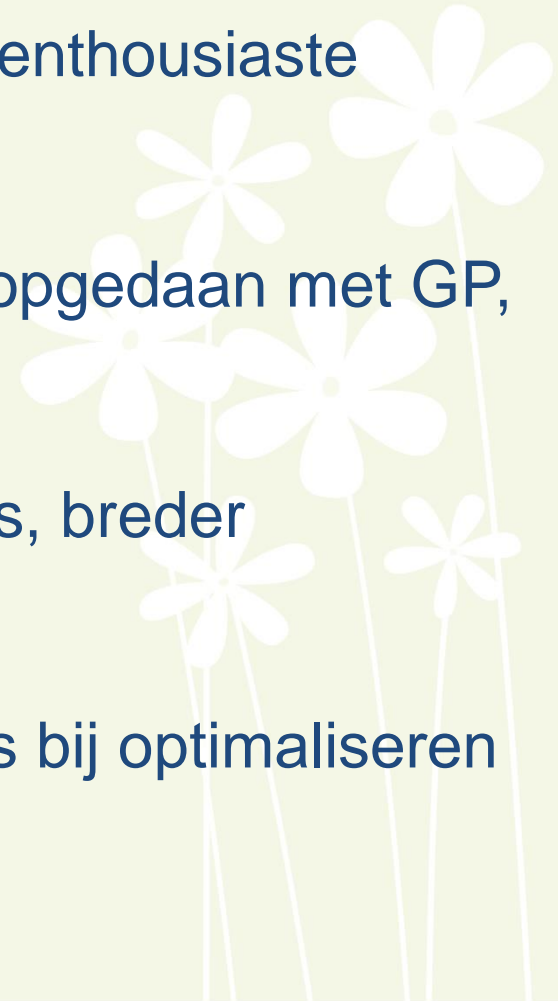 enthousiaste
opgedaan met GP,
s, breder
s bij optimaliseren